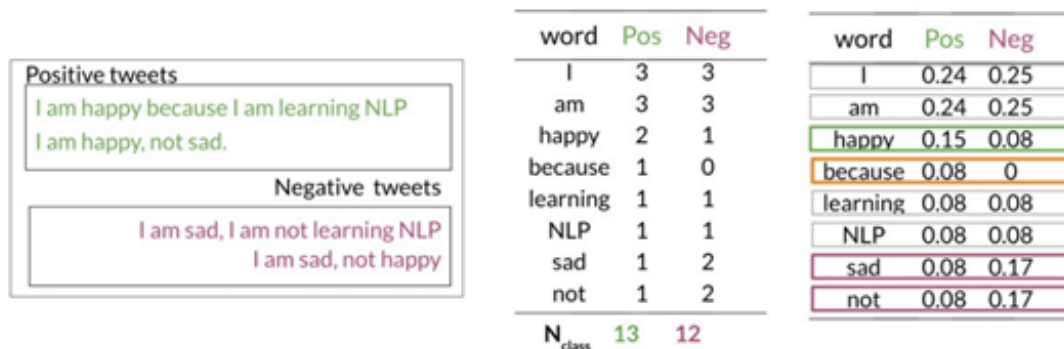 Positive tweets
I am happy because I am learning NLP
I am happy, not sad.
Negative tweets
I am sad, I am not learning NLP
I am sad, not happy
word Pos Neg
I 3 3
am 3 3
happy 2 1
because 1 0
learning 1 1
NLP 1 1
sad 1 2
not 1 2
N class 13 12
word Pos Neg
I 0.24 0.25
am 0.24 0.25
happy 0.15 0.08
because 0.08 0
learning 0.08 0.08
NLP 0.08 0.08
sad 0.08 0.17
not 0.08 0.17